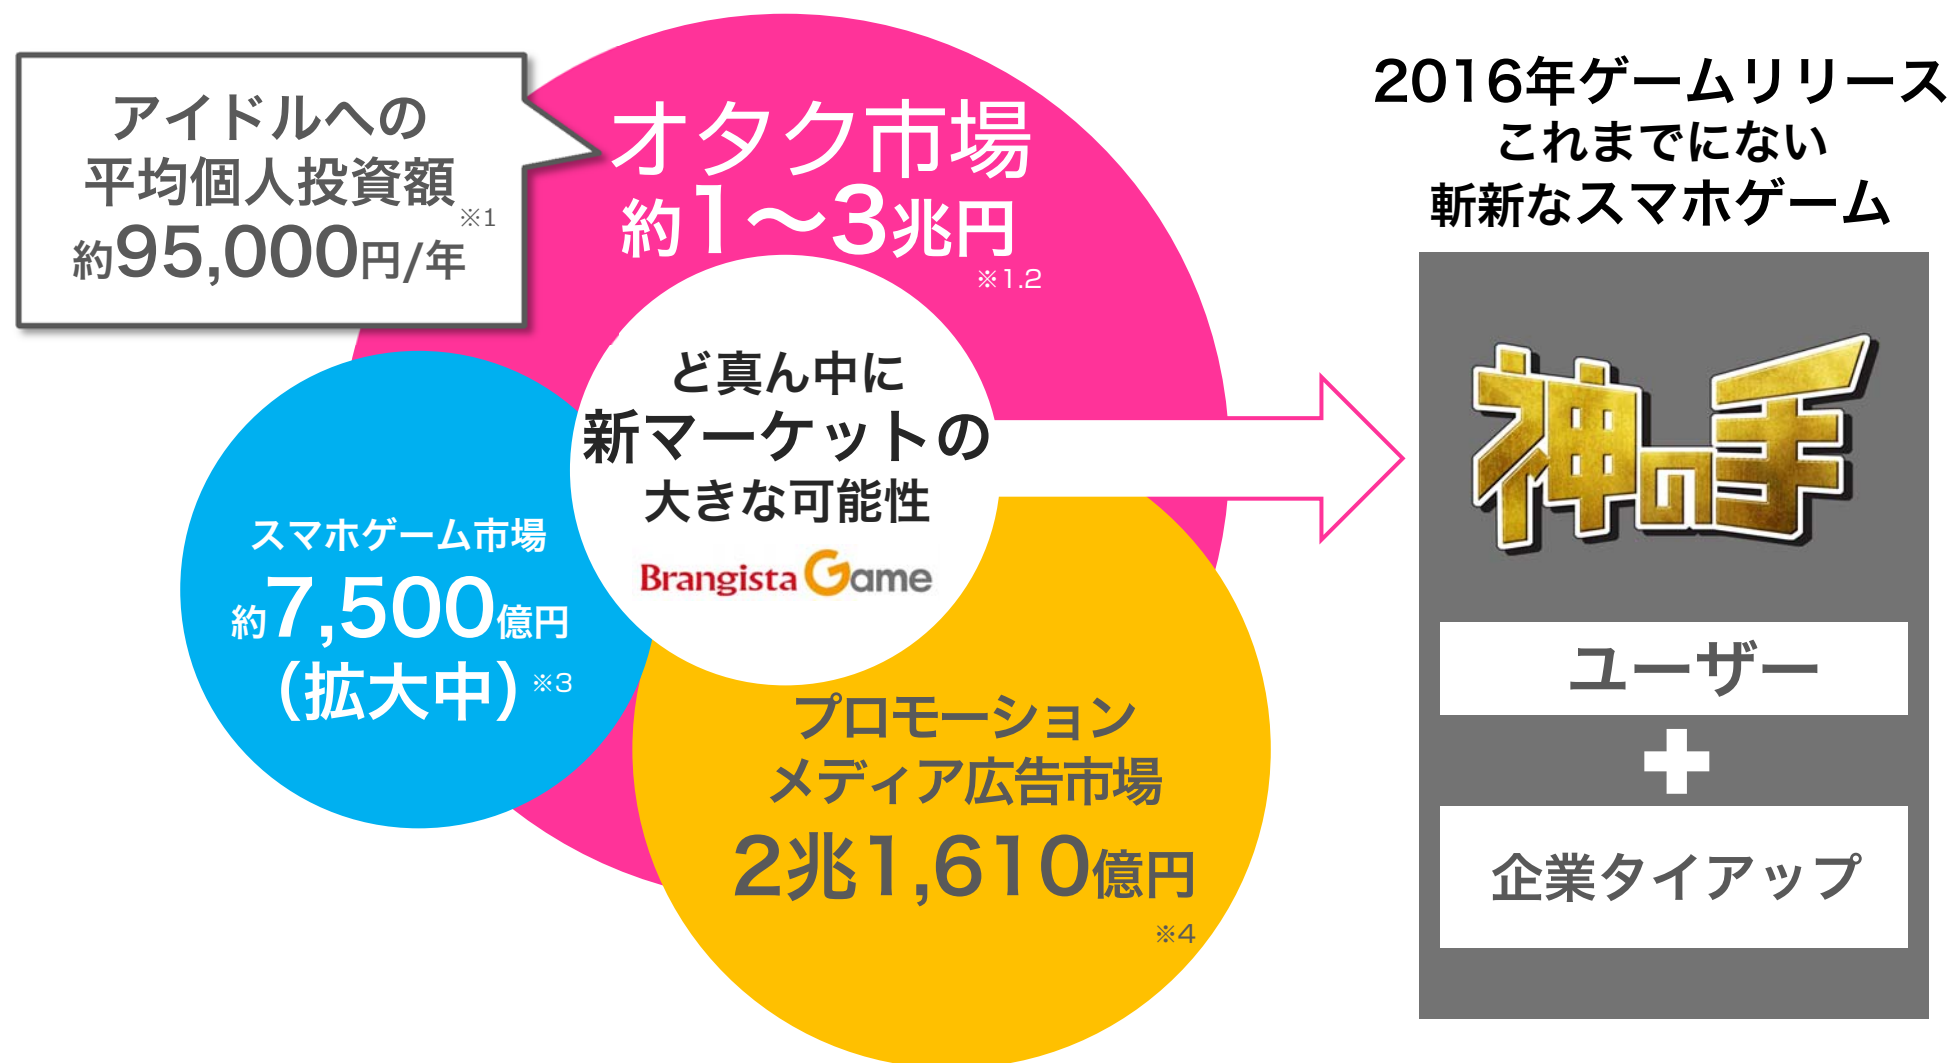 アイドルへの
平均個人投資額
約95,000円/年※1
オタク市場
約1〜3兆円
※1.2
ど真ん中に
新マーケットの
大きな可能性
Brangista Game
スマホゲーム市場
約7,500億円
（拡大中）※3
プロモーション
メディア広告市場
2兆1,610億円
※4
2016年ゲームリリース
これまでにない
斬新なスマホゲーム
神の手
ユーザー
+
企業タイアップ